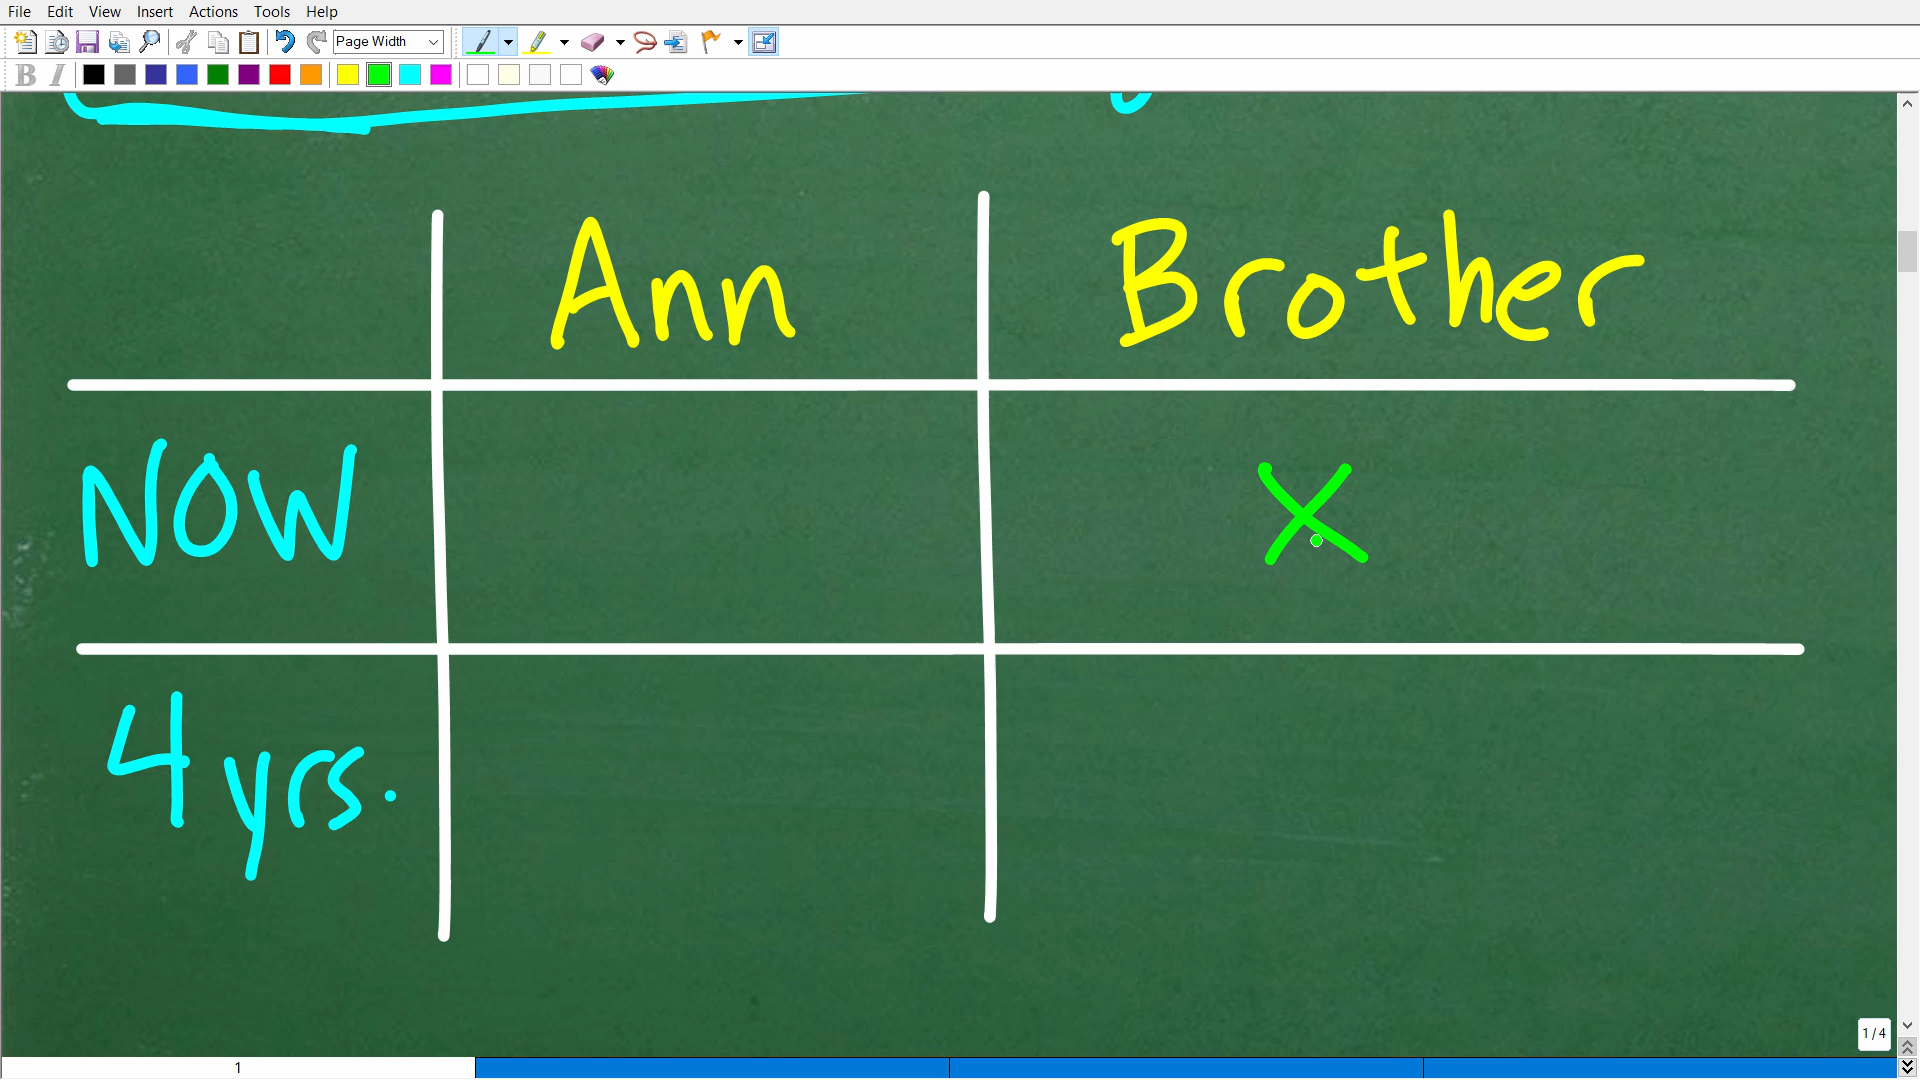 File Edit View Insert Actions Tools Help
Page Width
B I
Ann Brother
NOW X
4 yrs.
1 / 4
1